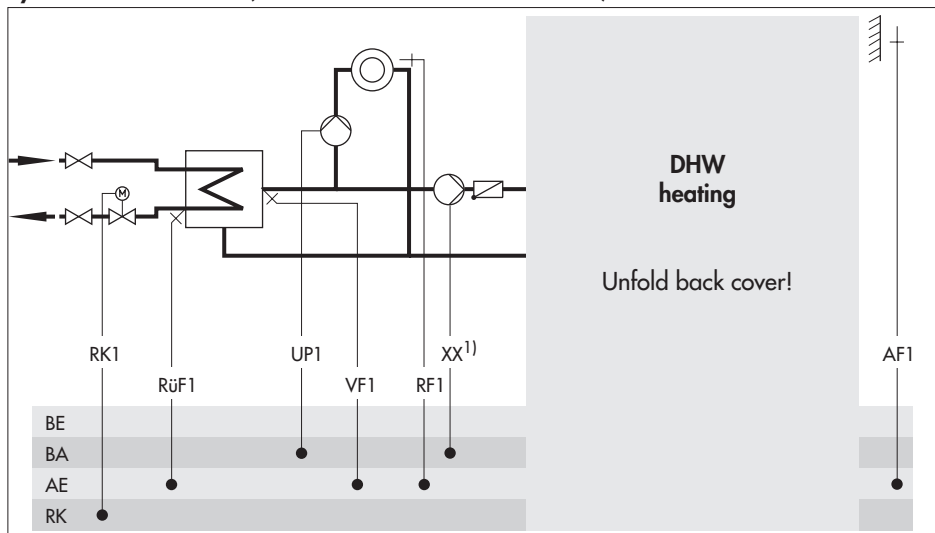 M
DHW
heating
Unfold back cover!
RK1
UP1
XX1)
AF1
RüF1
VF1
RF1
BE
BA
AE
RK